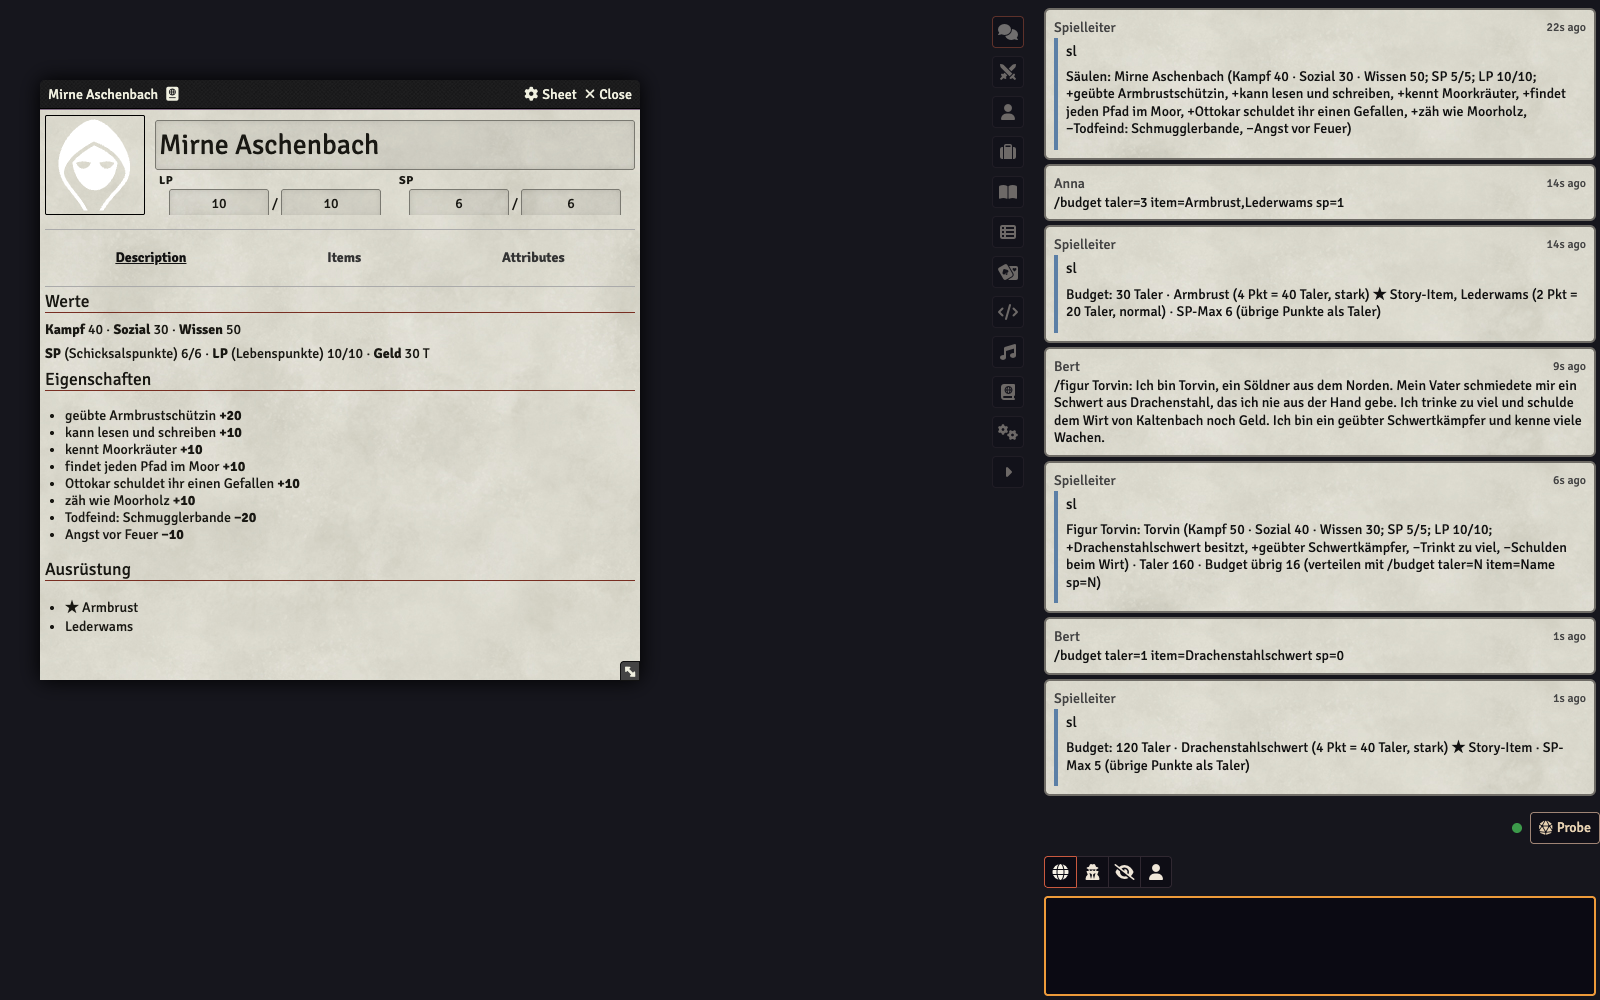 Mirne Aschenbach
Sheet
Close
Mirne Aschenbach
LP
SP
10 / 10
6 / 6
Description
Items
Attributes
Werte
Kampf 40 · Sozial 30 · Wissen 50
SP (Schicksalspunkte) 6/6 · LP (Lebenspunkte) 10/10 · Geld 30 T
Eigenschaften
• geübte Armbrustschützin +20
• kann lesen und schreiben +10
• kennt Moorkräuter +10
• findet jeden Pfad im Moor +10
• Ottokar schuldet ihr einen Gefallen +10
• zäh wie Moorholz +10
• Todfeind: Schmugglerbande −20
• Angst vor Feuer −10
Ausrüstung
• ★ Armbrust
• Lederwams
Spielleiter
22s ago
sl
Säulen: Mirne Aschenbach (Kampf 40 · Sozial 30 · Wissen 50; SP 5/5; LP 10/10;
+geübte Armbrustschützin, +kann lesen und schreiben, +kennt Moorkräuter, +findet
jeden Pfad im Moor, +Ottokar schuldet ihr einen Gefallen, +zäh wie Moorholz,
−Todfeind: Schmugglerbande, −Angst vor Feuer)
Anna
14s ago
/budget taler=3 item=Armbrust,Lederwams sp=1
Spielleiter
14s ago
sl
Budget: 30 Taler · Armbrust (4 Pkt = 40 Taler, stark) ★ Story-Item, Lederwams (2 Pkt =
20 Taler, normal) · SP-Max 6 (übrige Punkte als Taler)
Bert
9s ago
/figur Torvin: Ich bin Torvin, ein Söldner aus dem Norden. Mein Vater schmiedete mir ein
Schwert aus Drachenstahl, das ich nie aus der Hand gebe. Ich trinke zu viel und schulde
dem Wirt von Kaltenbach noch Geld. Ich bin ein geübter Schwertkämpfer und kenne viele
Wachen.
Spielleiter
6s ago
sl
Figur Torvin: Torvin (Kampf 50 · Sozial 40 · Wissen 30; SP 5/5; LP 10/10;
+Drachenstahlschwert besitzt, +geübter Schwertkämpfer, −Trinkt zu viel, −Schulden
beim Wirt) · Taler 160 · Budget übrig 16 (verteilen mit /budget taler=N item=Name
sp=N)
Bert
1s ago
/budget taler=1 item=Drachenstahlschwert sp=0
Spielleiter
1s ago
sl
Budget: 120 Taler · Drachenstahlschwert (4 Pkt = 40 Taler, stark) ★ Story-Item · SP-
Max 5 (übrige Punkte als Taler)
Probe